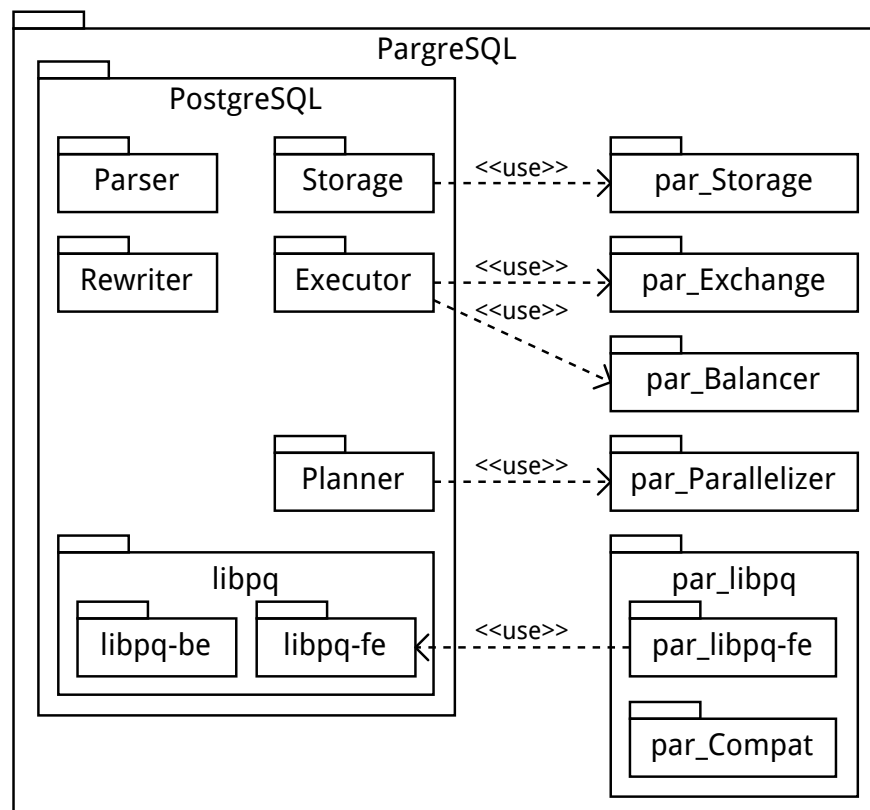 PargreSQL
PostgreSQL
Parser
Storage
<<use>>
par_Storage
Rewriter
Executor
<<use>>
par_Exchange
<<use>>
par_Balancer
Planner
<<use>>
par_Parallelizer
libpq
par_libpq
libpq-be
libpq-fe
<<use>>
par_libpq-fe
par_Compat